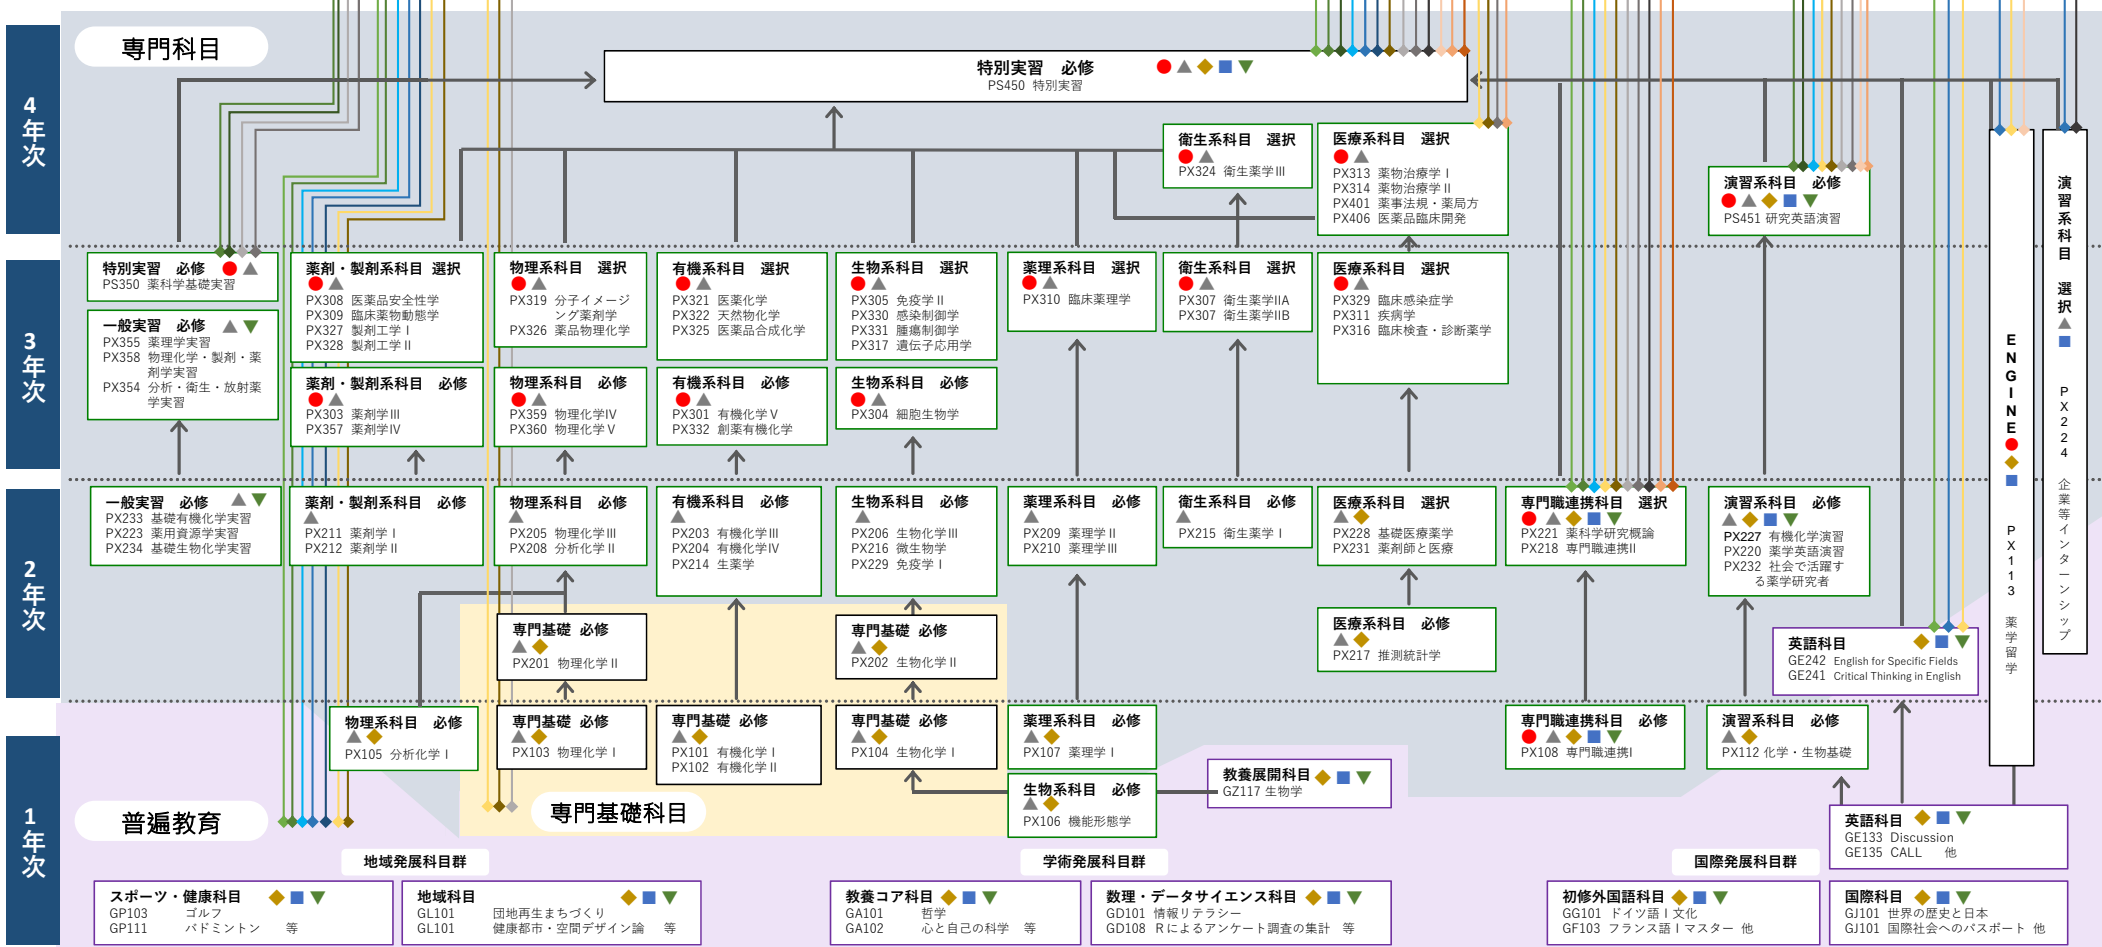 専門科目
4年次
特別実習　必修
PS450 特別実習
衛生系科目　選択
PX324 衛生薬学III
医療系科目　選択
PX313 薬物治療学 I
PX314 薬物治療学 II
PX401 薬事法規・薬局方
PX406 医薬品臨床開発
演習系科目　必修
PS451 研究英語演習
演習系科目　選択
PX224 企業等インターンシップ
ENGINE
PX113 薬学留学
3年次
特別実習　必修
PS350 薬科学基礎実習
一般実習　必修
PX355 薬理学実習
PX358 物理化学・製剤・薬
剤学実習
PX354 分析・衛生・放射薬
学実習
薬剤・製剤系科目 選択
PX308 医薬品安全性学
PX309 臨床薬物動態学
PX327 製剤工学 I
PX328 製剤工学 II
薬剤・製剤系科目　必修
PX303 薬剤学III
PX357 薬剤学IV
物理系科目　選択
PX319 分子イメージ
ング薬剤学
PX326 薬品物理化学
物理系科目　必修
PX359 物理化学IV
PX360 物理化学 V
有機系科目　選択
PX321 医薬化学
PX322 天然物化学
PX325 医薬品合成化学
有機系科目　必修
PX301 有機化学 V
PX332 創薬有機化学
生物系科目　選択
PX305 免疫学 II
PX330 感染制御学
PX331 腫瘍制御学
PX317 遺伝子応用学
生物系科目　必修
PX304 細胞生物学
薬理系科目　選択
PX310 臨床薬理学
衛生系科目　選択
PX307 衛生薬学IIA
PX307 衛生薬学IIB
医療系科目　選択
PX329 臨床感染症学
PX311 疾病学
PX316 臨床検査・診断薬学
2年次
一般実習　必修
PX233 基礎有機化学実習
PX223 薬用資源学実習
PX234 基礎生物化学実習
薬剤・製剤系科目　必修
PX211 薬剤学 I
PX212 薬剤学 II
物理系科目　必修
PX205 物理化学III
PX208 分析化学 II
有機系科目　必修
PX203 有機化学III
PX204 有機化学IV
PX214 生薬学
生物系科目　必修
PX206 生物化学III
PX216 微生物学
PX229 免疫学 I
薬理系科目　必修
PX209 薬理学 II
PX210 薬理学III
衛生系科目　必修
PX215 衛生薬学 I
医療系科目　選択
PX228 基礎医療薬学
PX231 薬剤師と医療
専門職連携科目　選択
PX221 薬科学研究概論
PX218 専門職連携II
演習系科目　必修
PX227 有機化学演習
PX220 薬学英語演習
PX232 社会で活躍す
る薬学研究者
専門基礎 必修
PX201 物理化学 II
専門基礎 必修
PX202 生物化学 II
医療系科目　必修
PX217 推測統計学
英語科目
GE242 English for Specific Fields
GE241 Critical Thinking in English
1年次
物理系科目　必修
PX105 分析化学 I
専門基礎 必修
PX103 物理化学 I
専門基礎 必修
PX101 有機化学 I
PX102 有機化学 II
専門基礎 必修
PX104 生物化学 I
薬理系科目　必修
PX107 薬理学 I
専門職連携科目　必修
PX108 専門職連携I
演習系科目　必修
PX112 化学・生物基礎
生物系科目　必修
PX106 機能形態学
教養展開科目
GZ117 生物学
普遍教育
専門基礎科目
英語科目
GE133 Discussion
GE135 CALL　他
地域発展科目群
学術発展科目群
国際発展科目群
スポーツ・健康科目
GP103　ゴルフ
GP111　バドミントン　等
地域科目
GL101　団地再生まちづくり
GL101　健康都市・空間デザイン論　等
教養コア科目
GA101　哲学
GA102　心と自己の科学　等
数理・データサイエンス科目
GD101 情報リテラシー
GD108 Rによるアンケート調査の集計　等
初修外国語科目
GG101 ドイツ語 I 文化
GF103 フランス語 I マスター 他
国際科目
GJ101 世界の歴史と日本
GJ101 国際社会へのパスポート 他